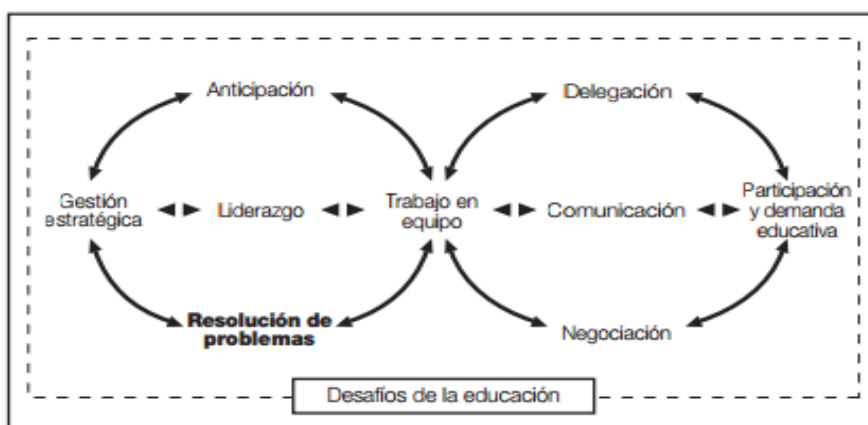 Anticipación
Delegación
Gestión
estratégica
Liderazgo
Trabajo en
equipo
Comunicación
Participación
y demanda
educativa
Resolución de
problemas
Negociación
Desafíos de la educación